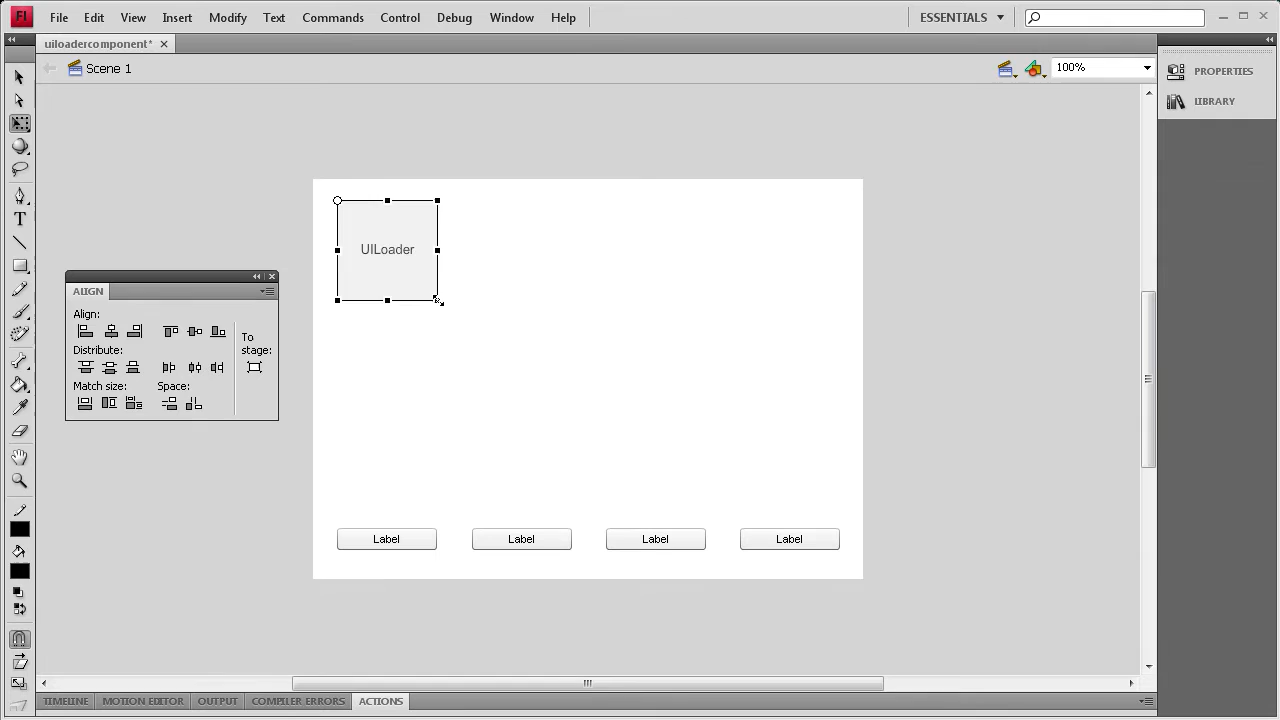 Fl File Edit View Insert Modify Text Commands Control Debug Window Help ESSENTIALS
uiloadercomponent*
Scene 1 100%
PROPERTIES
LIBRARY
UILoader
ALIGN
Align:
To
stage:
Distribute:
Match size: Space:
Label Label Label Label
TIMELINE MOTION EDITOR OUTPUT COMPILER ERRORS ACTIONS